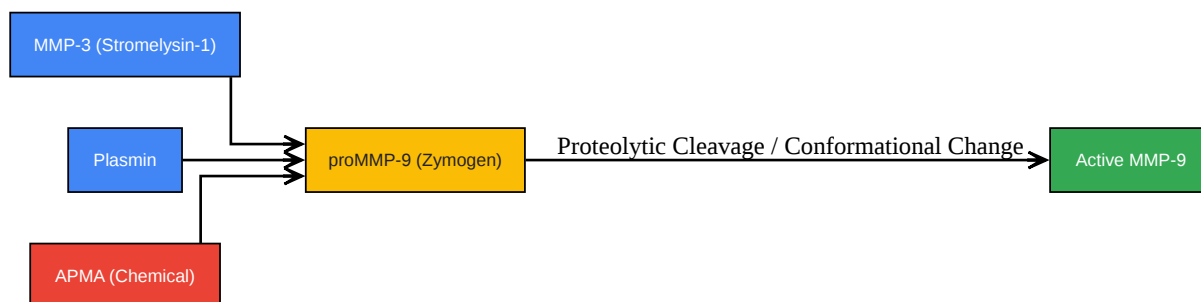 MMP-3 (Stromelysin-1)
Plasmin
proMMP-9 (Zymogen)
Proteolytic Cleavage / Conformational Change
Active MMP-9
APMA (Chemical)